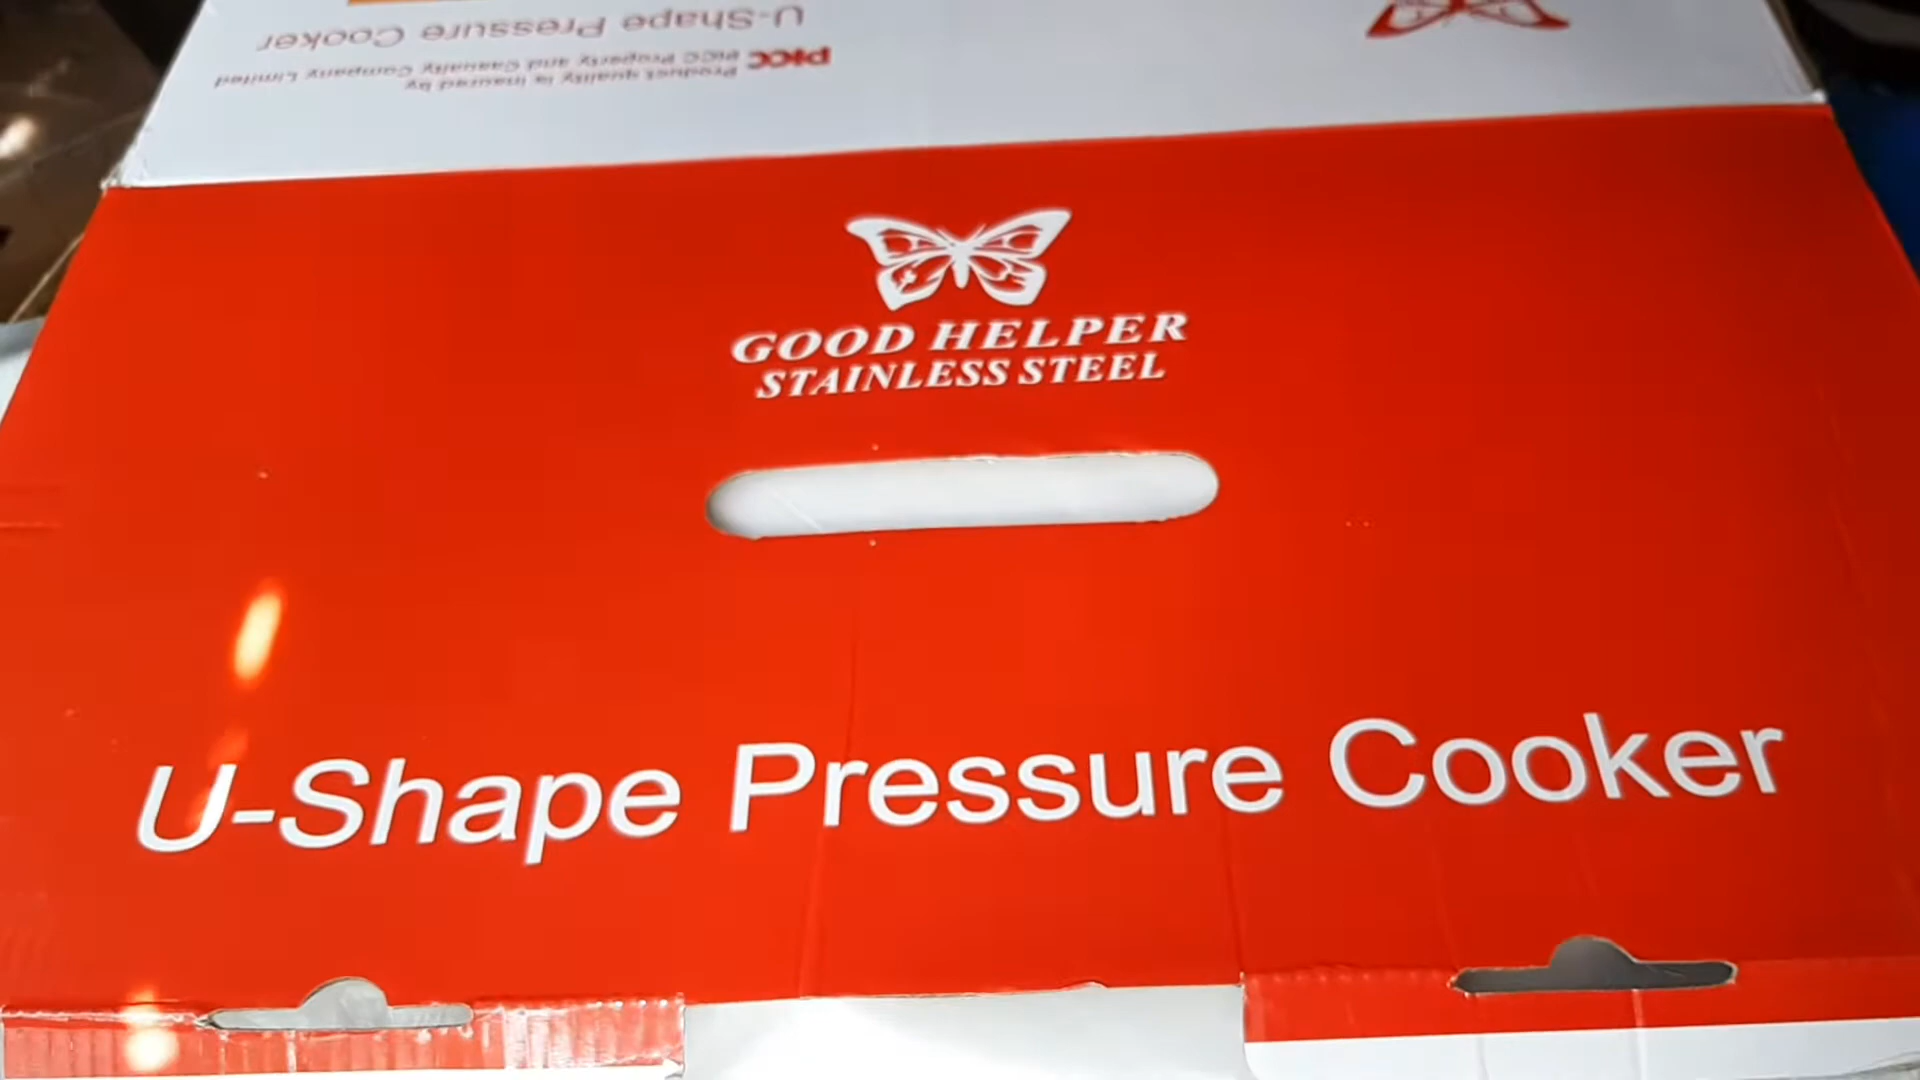 U-Shape Pressure Cooker
PICC PICC Property and Casualty Company Limited
Product quality is insured by
GOOD HELPER
STAINLESS STEEL
U-Shape Pressure Cooker